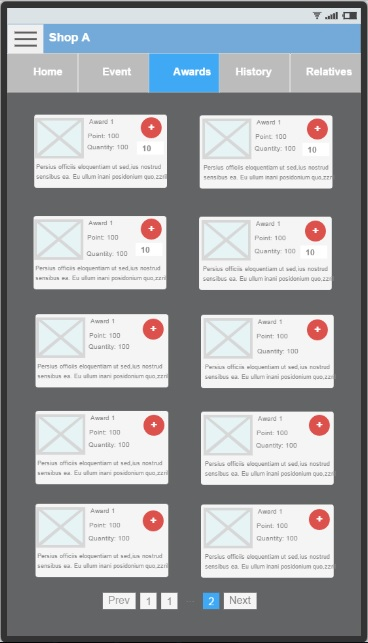 Shop A
Home Event Awards History Relatives
Award 1
Point: 100
Quantity: 100 10
Persius officiis eloquentiam ut sed,ius nostrud
sensibus ea. Eu ullum inani posidonium quo,zzril
Award 1
Point: 100
Quantity: 100 10
Persius officiis eloquentiam ut sed,ius nostrud
sensibus ea. Eu ullum inani posidonium quo,zzri
Award 1
Point: 100
Quantity: 100 10
Persius officiis eloquentiam ut sed,ius nostrud
sensibus ea. Eu ullum inani posidonium quo,zzril
Award 1
Point: 100
Quantity: 100 10
Persius officiis eloquentiam ut sed,ius nostrud
sensibus ea. Eu ullum inani posidonium quo,zzri
Award 1
Point: 100
Quantity: 100
Persius officiis eloquentiam ut sed,ius nostrud
sensibus ea. Eu ullum inani posidonium quo,zzril
Award 1
Point: 100
Quantity: 100
Persius officiis eloquentiam ut sed,ius nostrud
sensibus ea. Eu ullum inani posidonium quo,zzri
Award 1
Point: 100
Quantity: 100
Persius officiis eloquentiam ut sed,ius nostrud
sensibus ea. Eu ullum inani posidonium quo,zzril
Award 1
Point: 100
Quantity: 100
Persius officiis eloquentiam ut sed,ius nostrud
sensibus ea. Eu ullum inani posidonium quo,zzri
Award 1
Point: 100
Quantity: 100
Persius officiis eloquentiam ut sed,ius nostrud
sensibus ea. Eu ullum inani posidonium quo,zzril
Award 1
Point: 100
Quantity: 100
Persius officiis eloquentiam ut sed,ius nostrud
sensibus ea. Eu ullum inani posidonium quo,zzri
Prev 1 1 ... 2 Next